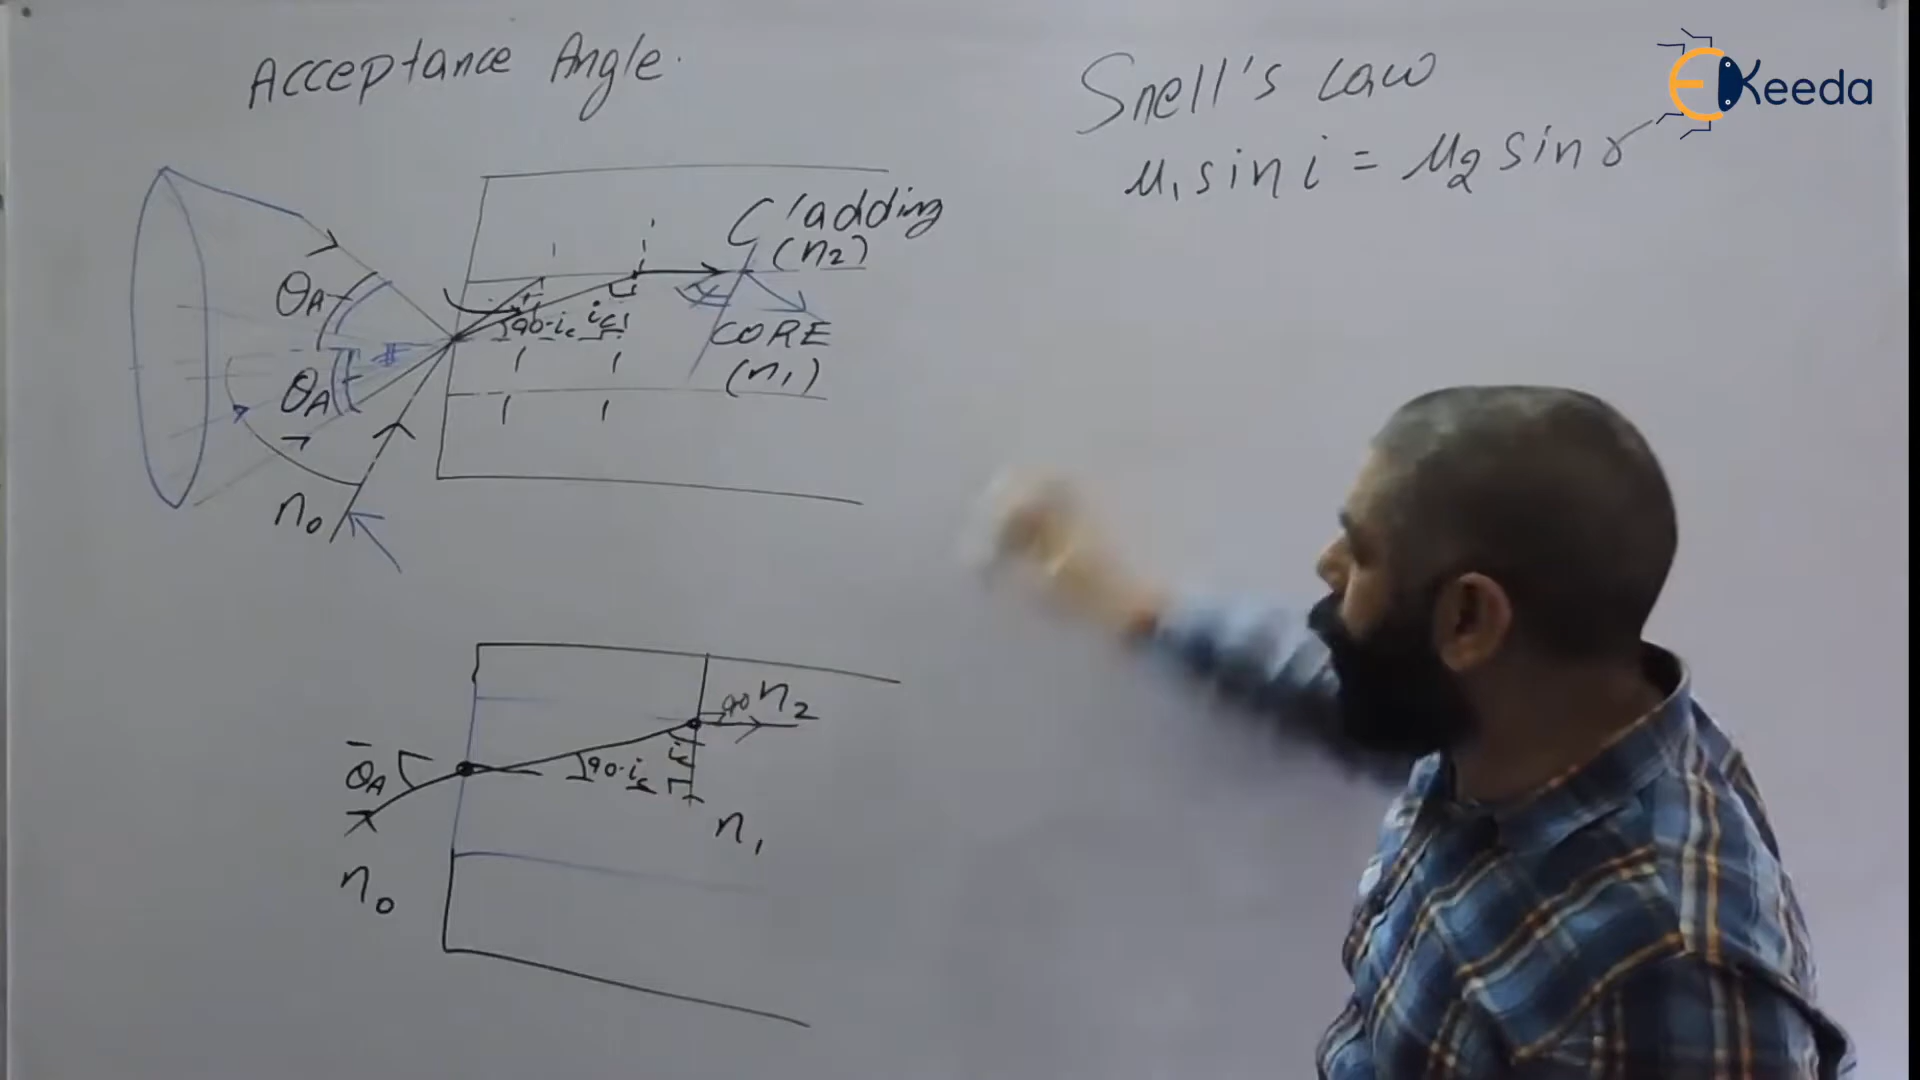 Acceptance Angle.
Snell's Law
μ₁ sin i = μ₂ sin r
EKeeda
Cladding
(n₂)
θA
90-ic
ic
CORE
(n₁)
θA
n₀
90
n₂
θA
90-ic
ic
n₁
n₀